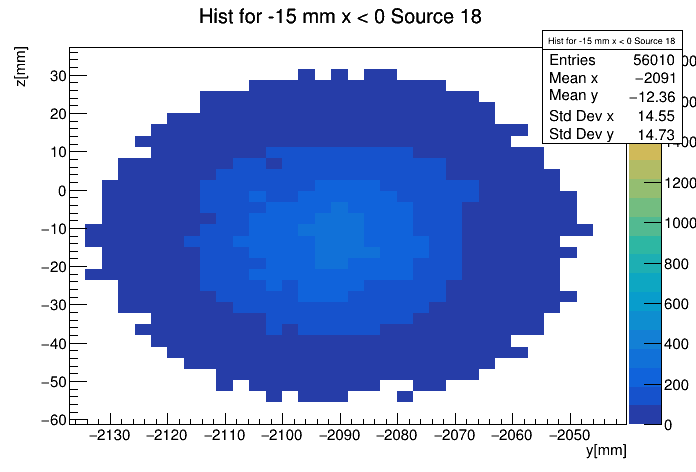 Hist for -15 mm x < 0 Source 18
z[mm]
Hist for -15 mm x < 0 Source 18
Entries 56010
Mean x −2091
Mean y −12.36
Std Dev x 14.55
Std Dev y 14.73
30
20
10
0
−10
−20
−30
−40
−50
−60
1400
1200
1000
800
600
400
200
0
−2130 −2120 −2110 −2100 −2090 −2080 −2070 −2060 −2050
y[mm]